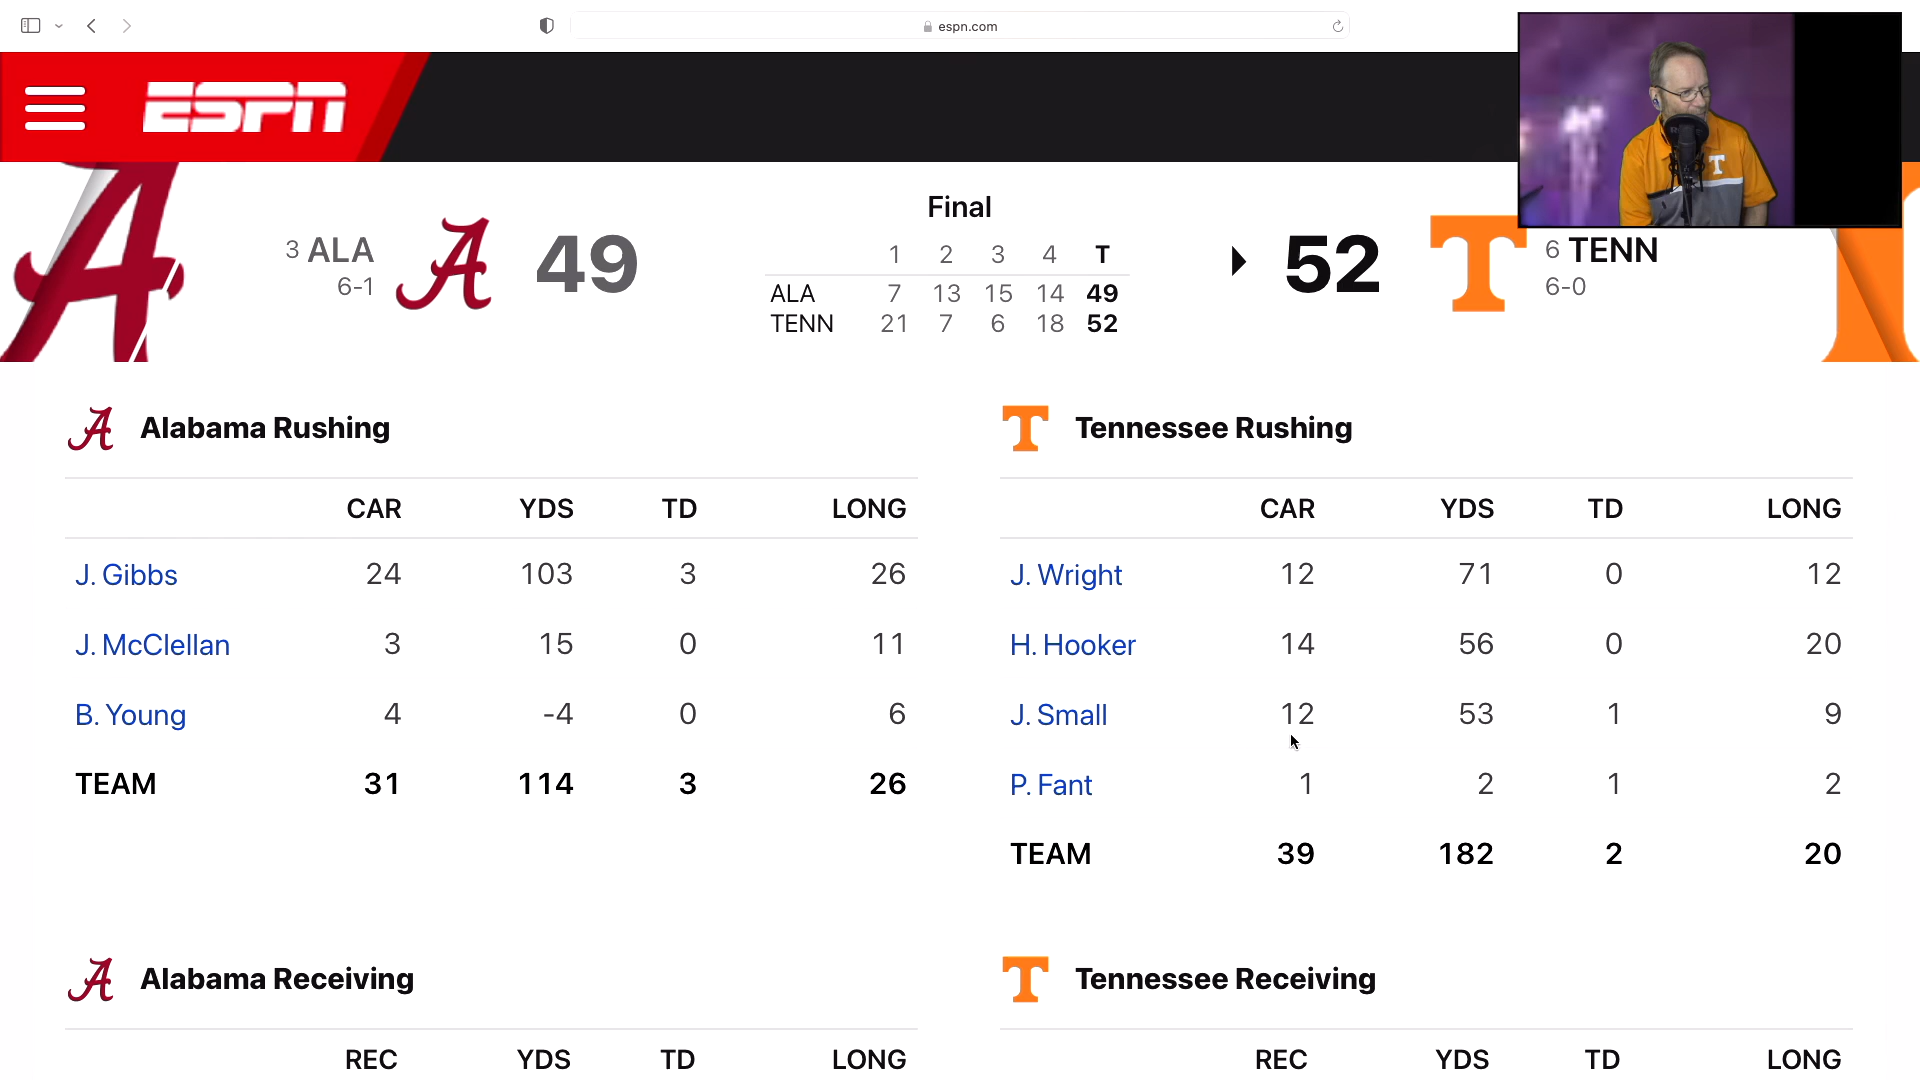 espn.com
ESPN
Final
3 ALA
6-1
A
49
1 2 3 4 T
ALA 7 13 15 14 49
TENN 21 7 6 18 52
52
T
6 TENN
6-0
Alabama Rushing
CAR YDS TD LONG
J. Gibbs 24 103 3 26
J. McClellan 3 15 0 11
B. Young 4 -4 0 6
TEAM 31 114 3 26
Tennessee Rushing
CAR YDS TD LONG
J. Wright 12 71 0 12
H. Hooker 14 56 0 20
J. Small 12 53 1 9
P. Fant 1 2 1 2
TEAM 39 182 2 20
Alabama Receiving
REC YDS TD LONG
Tennessee Receiving
REC YDS TD LONG